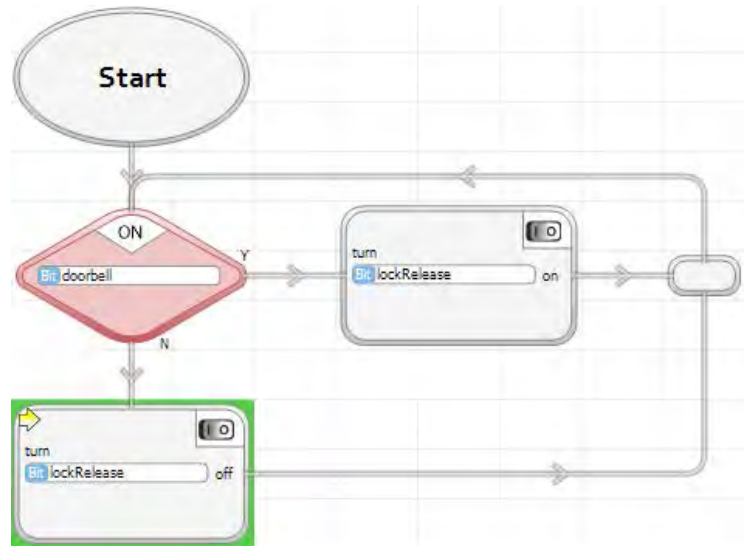 Start
ON
Bit doorbell
Y
N
turn
Bit lockRelease on
turn
Bit lockRelease off